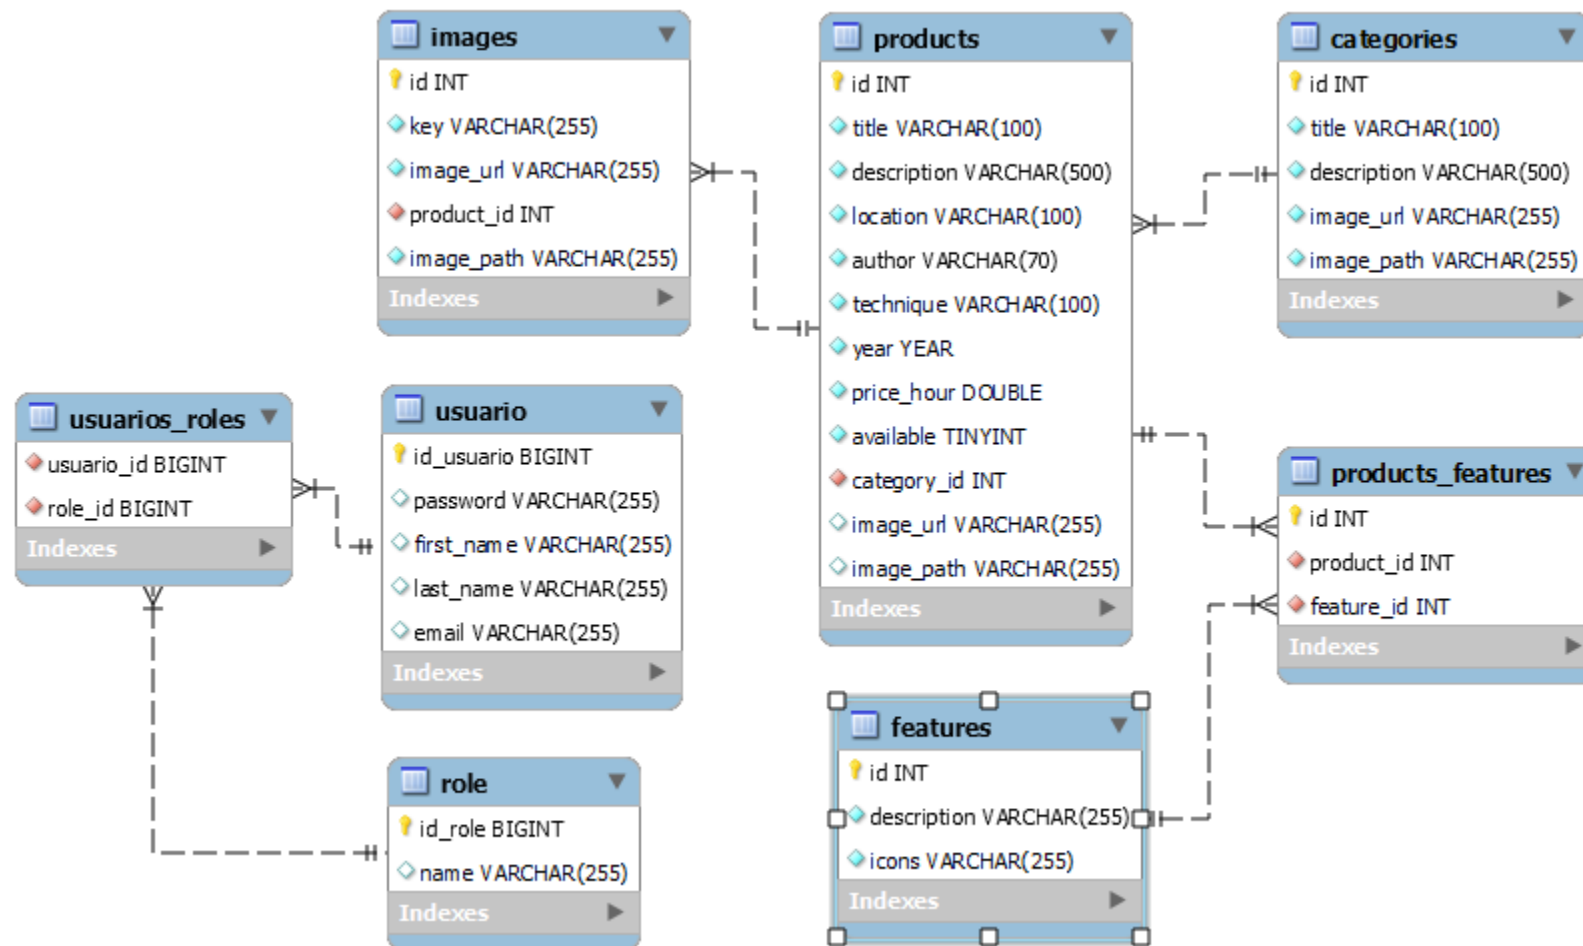 images
id INT
key VARCHAR(255)
image_url VARCHAR(255)
product_id INT
image_path VARCHAR(255)
Indexes
products
id INT
title VARCHAR(100)
description VARCHAR(500)
location VARCHAR(100)
author VARCHAR(70)
technique VARCHAR(100)
year YEAR
price_hour DOUBLE
available TINYINT
category_id INT
image_url VARCHAR(255)
image_path VARCHAR(255)
Indexes
categories
id INT
title VARCHAR(100)
description VARCHAR(500)
image_url VARCHAR(255)
image_path VARCHAR(255)
Indexes
usuarios_roles
usuario_id BIGINT
role_id BIGINT
Indexes
usuario
id_usuario BIGINT
password VARCHAR(255)
first_name VARCHAR(255)
last_name VARCHAR(255)
email VARCHAR(255)
Indexes
products_features
id INT
product_id INT
feature_id INT
Indexes
role
id_role BIGINT
name VARCHAR(255)
Indexes
features
id INT
description VARCHAR(255)
icons VARCHAR(255)
Indexes